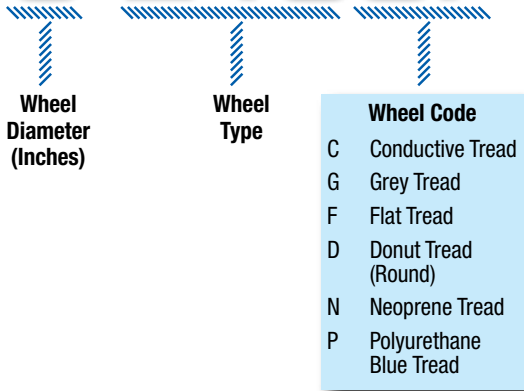 Wheel
Diameter
(Inches)
Wheel
Type
Wheel Code
C Conductive Tread
G Grey Tread
F Flat Tread
D Donut Tread
(Round)
N Neoprene Tread
P Polyurethane
Blue Tread